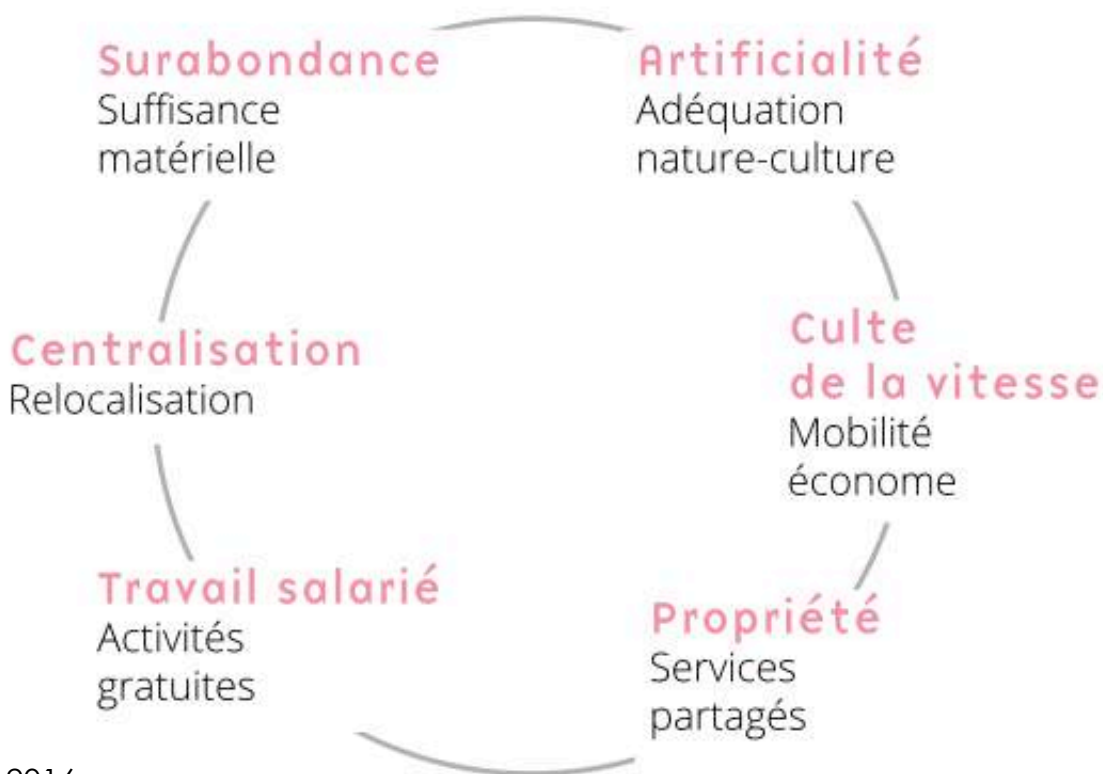 Surabondance
Suffisance
matérielle
Artificialité
Adéquation
nature-culture
Culte
de la vitesse
Mobilité
économe
Propriété
Services
partagés
Travail salarié
Activités
gratuites
Centralisation
Relocalisation